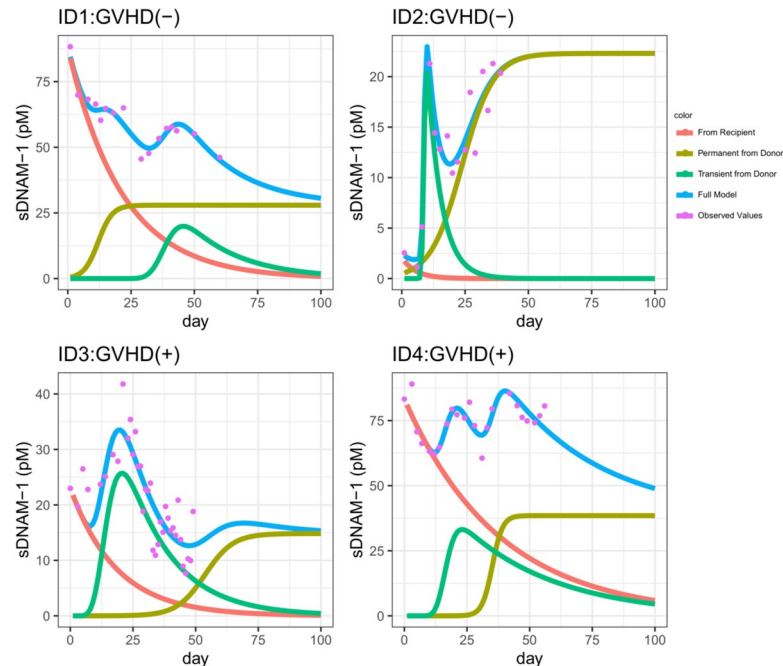 ID1:GVHD(−)
sDNAM−1 (pM)
75
50
25
0
0 25 50 75 100
day
ID2:GVHD(−)
sDNAM−1 (pM)
20
15
10
5
0
0 25 50 75 100
day
color
From Recipient
Permanent from Donor
Transient from Donor
Full Model
Observed Values
ID3:GVHD(+)
sDNAM−1 (pM)
40
30
20
10
0
0 25 50 75 100
day
ID4:GVHD(+)
sDNAM−1 (pM)
75
50
25
0
0 25 50 75 100
day